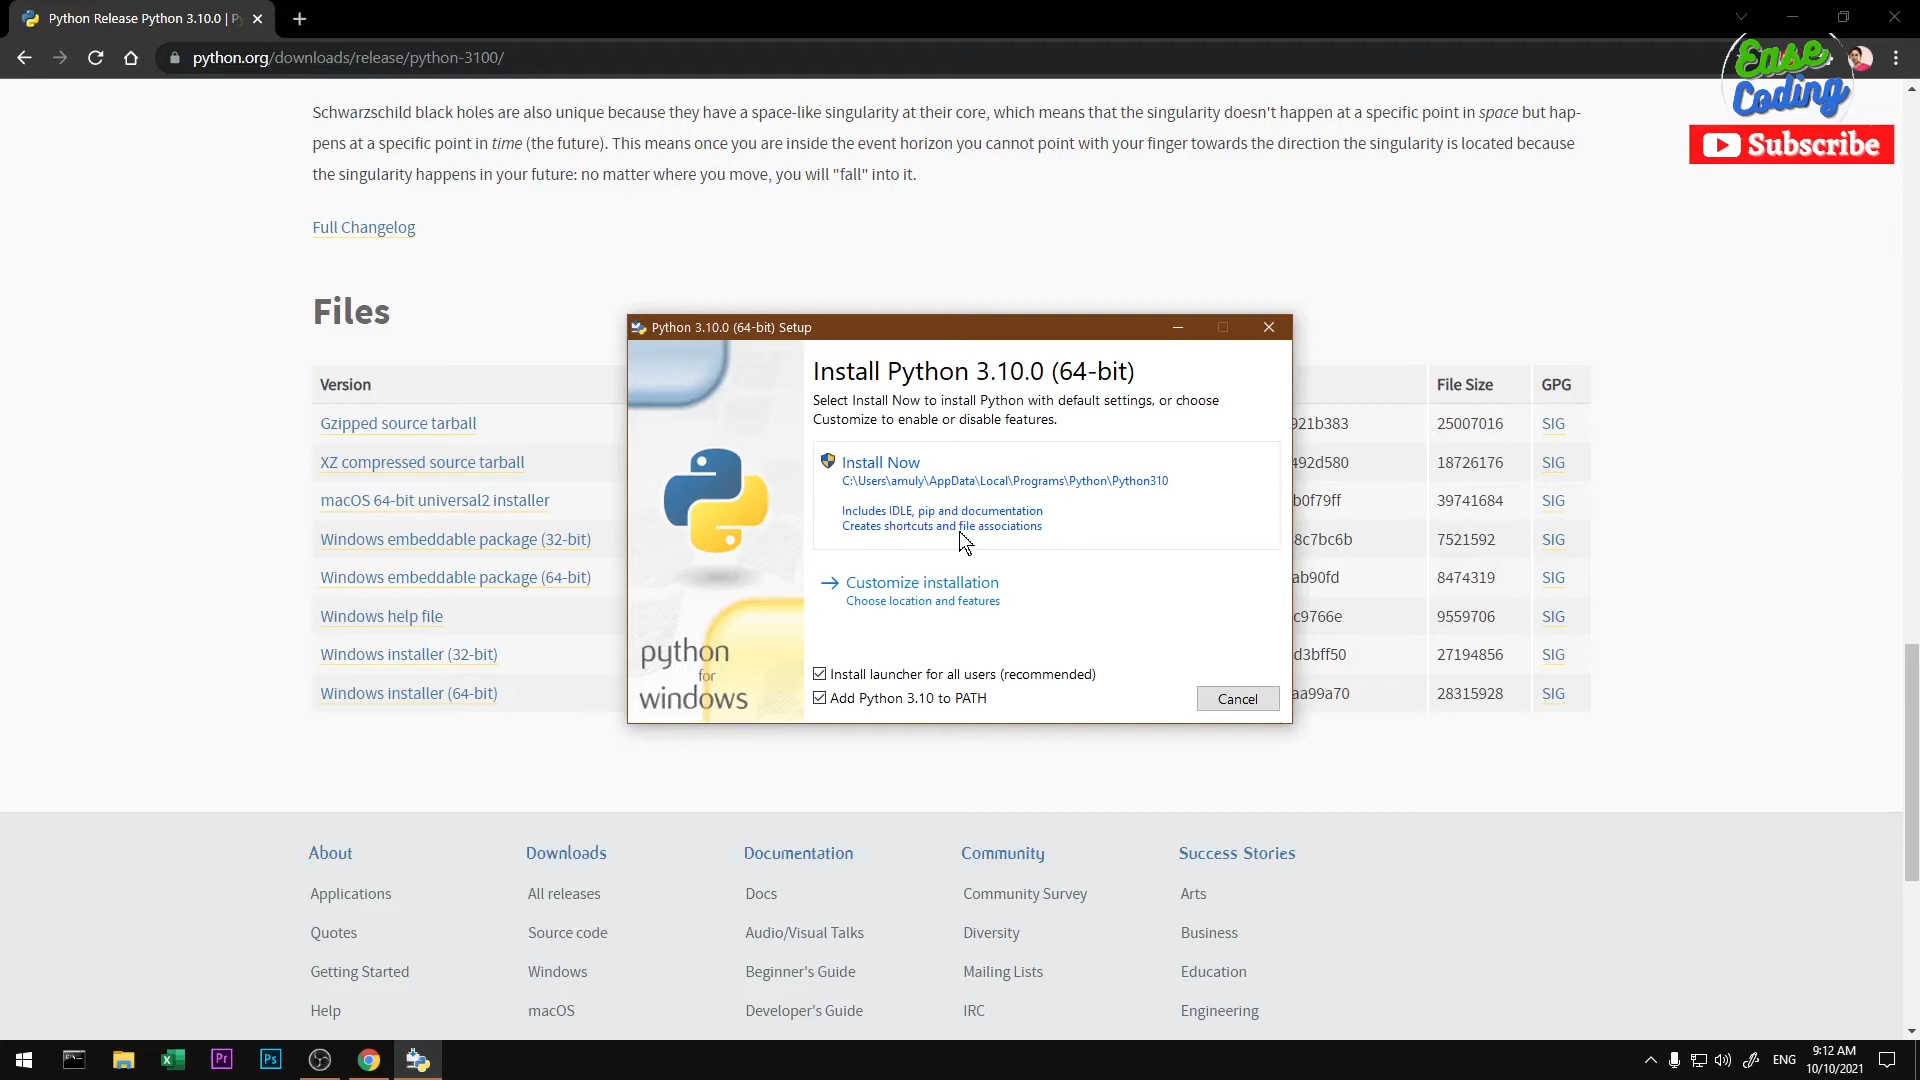 Python Release Python 3.10.0 | Py
python.org/downloads/release/python-3100/
Ease
Coding
Subscribe
Schwarzschild black holes are also unique because they have a space-like singularity at their core, which means that the singularity doesn't happen at a specific point in space but hap-
pens at a specific point in time (the future). This means once you are inside the event horizon you cannot point with your finger towards the direction the singularity is located because
the singularity happens in your future: no matter where you move, you will "fall" into it.
Full Changelog
Files
Version File Size GPG
Gzipped source tarball 921b383 25007016 SIG
XZ compressed source tarball 492d580 18726176 SIG
macOS 64-bit universal2 installer b0f79ff 39741684 SIG
Windows embeddable package (32-bit) 8c7bc6b 7521592 SIG
Windows embeddable package (64-bit) ab90fd 8474319 SIG
Windows help file c9766e 9559706 SIG
Windows installer (32-bit) d3bff50 27194856 SIG
Windows installer (64-bit) aa99a70 28315928 SIG
Python 3.10.0 (64-bit) Setup
Install Python 3.10.0 (64-bit)
Select Install Now to install Python with default settings, or choose
Customize to enable or disable features.
Install Now
C:\Users\amuly\AppData\Local\Programs\Python\Python310
Includes IDLE, pip and documentation
Creates shortcuts and file associations
Customize installation
Choose location and features
python
for
windows
Install launcher for all users (recommended)
Add Python 3.10 to PATH
Cancel
About Downloads Documentation Community Success Stories
Applications All releases Docs Community Survey Arts
Quotes Source code Audio/Visual Talks Diversity Business
Getting Started Windows Beginner's Guide Mailing Lists Education
Help macOS Developer's Guide IRC Engineering
Pr
Ps
ENG
9:12 AM
10/10/2021